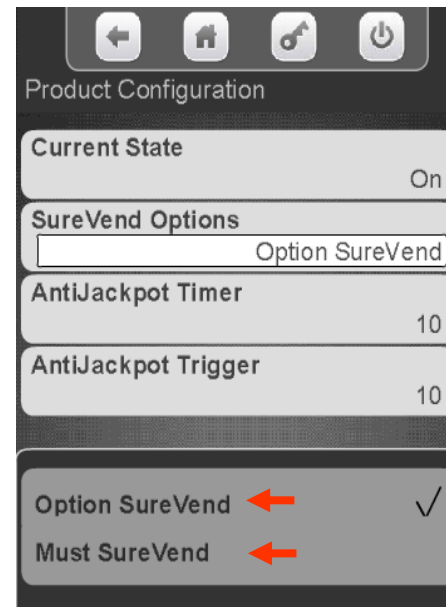 Product Configuration
Current State
On
SureVend Options
Option SureVend
AntiJackpot Timer
10
AntiJackpot Trigger
10
Option SureVend
Must SureVend